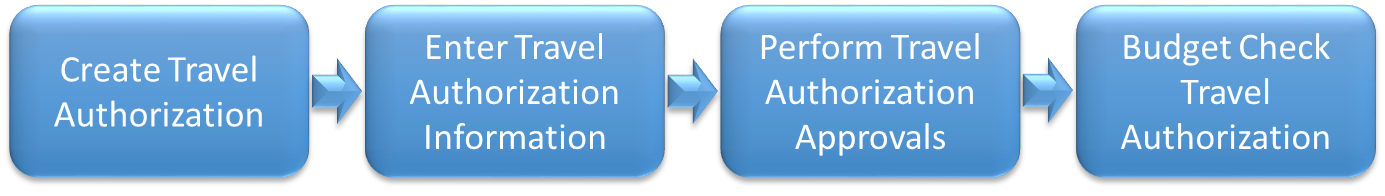 Create Travel
Authorization
Enter Travel
Authorization
Information
Perform Travel
Authorization
Approvals
Budget Check
Travel
Authorization